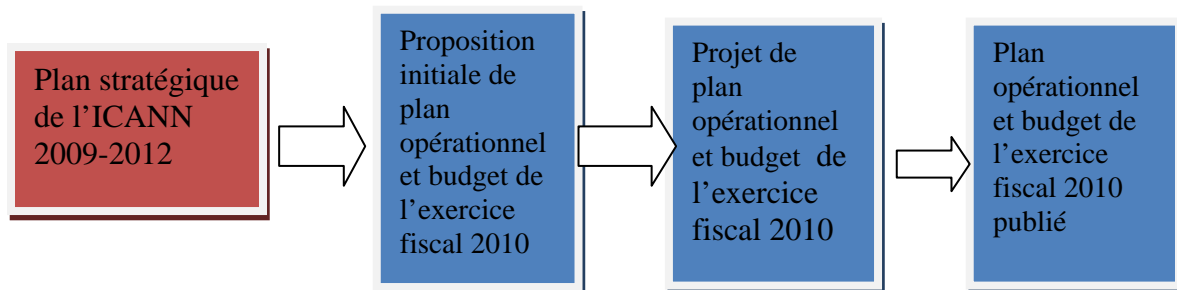 Plan stratégique
de l’ICANN
2009-2012
Proposition
initiale de
plan
opérationnel
et budget de
l’exercice
fiscal 2010
Projet de
plan
opérationnel
et budget de
l’exercice
fiscal 2010
Plan
opérationnel
et budget de
l’exercice
fiscal 2010
publié